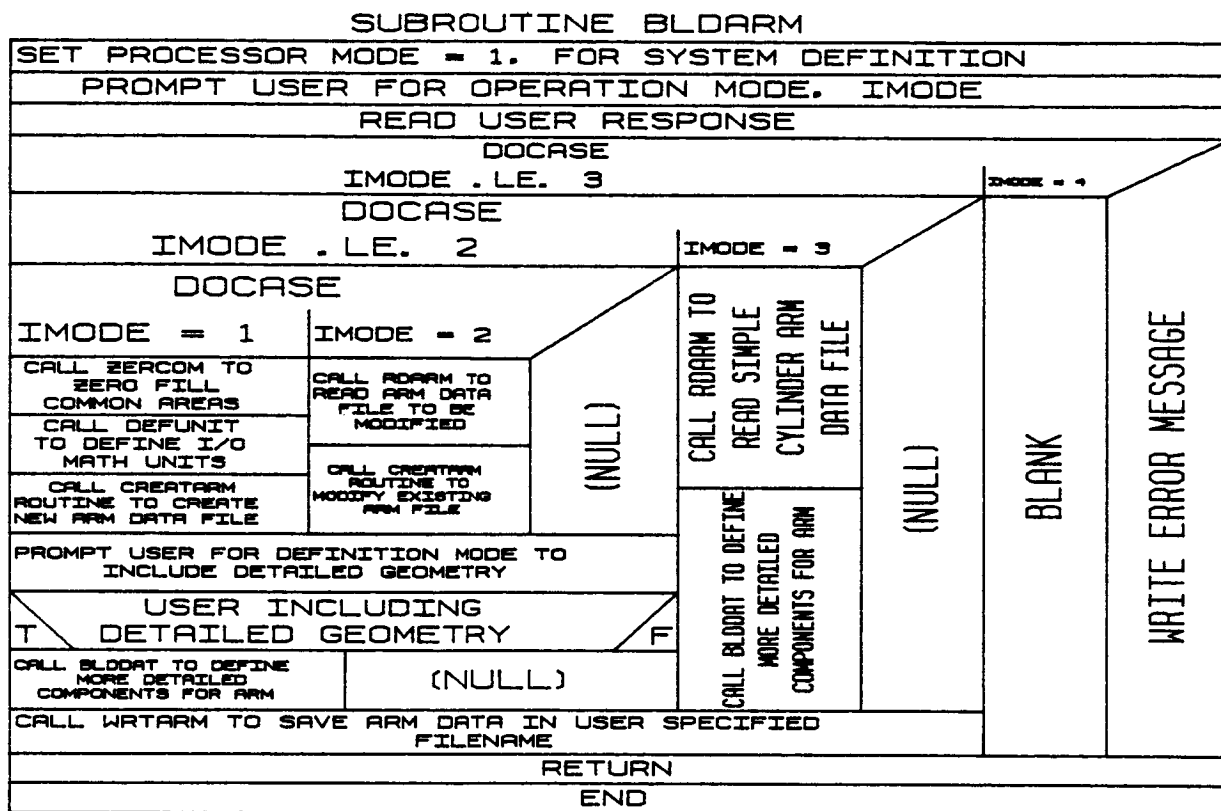 SUBROUTINE BLDARM
SET PROCESSOR MODE = 1. FOR SYSTEM DEFINITION
PROMPT USER FOR OPERATION MODE. IMODE
READ USER RESPONSE
DOCASE
IMODE .LE. 3
IMODE = 4
DOCASE
IMODE .LE. 2
IMODE = 3
DOCASE
IMODE = 1
IMODE = 2
CALL ZERCOM TO
ZERO FILL
COMMON AREAS
CALL DEFUNIT
TO DEFINE I/O
MATH UNITS
CALL CREATARM
ROUTINE TO CREATE
NEW ARM DATA FILE
CALL RDARM TO
READ ARM DATA
FILE TO BE
MODIFIED
CALL CREATARM
ROUTINE TO
MODIFY EXISTING
ARM FILE
(NULL)
CALL RDARM TO
READ SIMPLE
CYLINDER ARM
DATA FILE
CALL BLDDAT TO DEFINE
MORE DETAILED
COMPONENTS FOR ARM
(NULL)
BLANK
WRITE ERROR MESSAGE
PROMPT USER FOR DEFINITION MODE TO
INCLUDE DETAILED GEOMETRY
USER INCLUDING
T DETAILED GEOMETRY F
CALL BLDDAT TO DEFINE
MORE DETAILED
COMPONENTS FOR ARM
(NULL)
CALL WRTARM TO SAVE ARM DATA IN USER SPECIFIED
FILENAME
RETURN
END